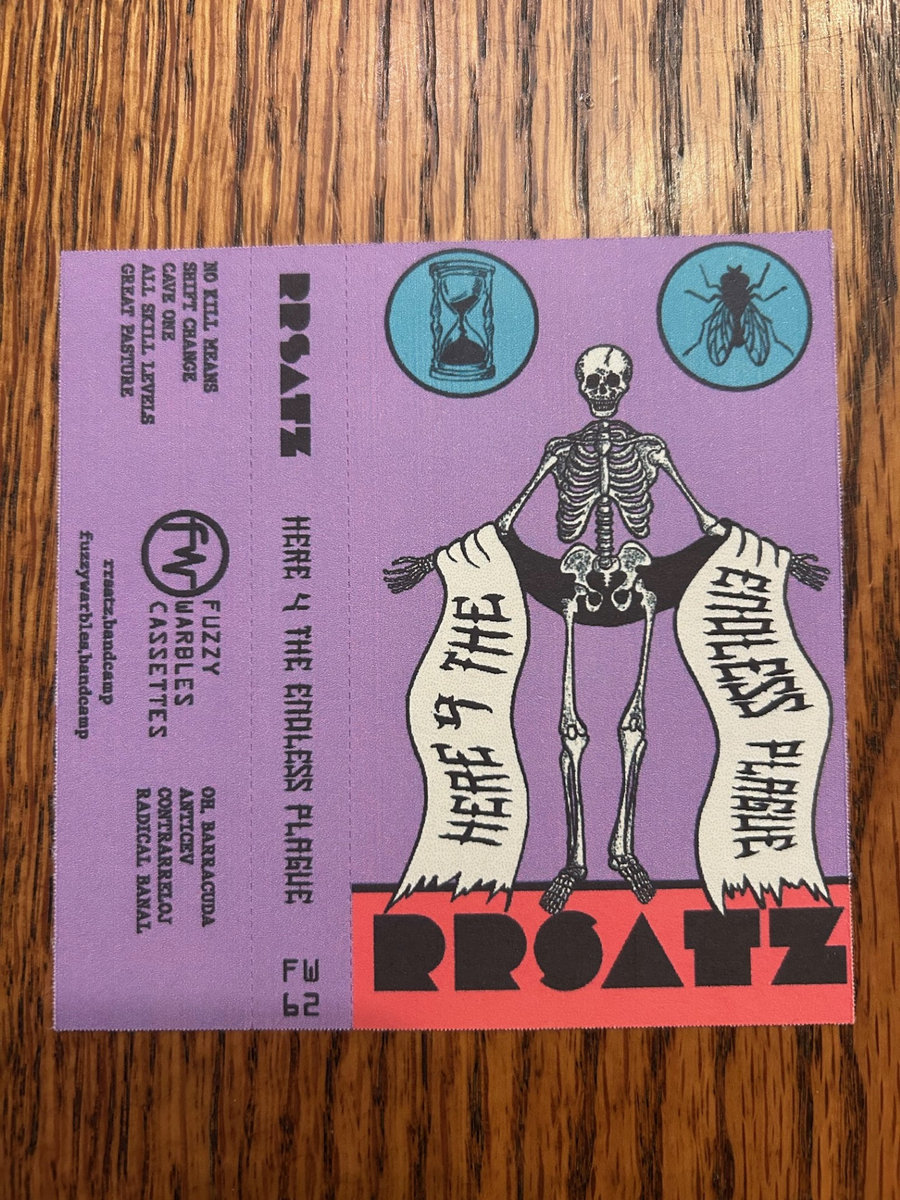 HERE 4 THE
ENDLESS PLAGUE
RRSATZ
RRSATZ HERE 4 THE ENDLESS PLAGUE
NO KILL MEANS
SHIFT CHANGE
CAVE ONE
ALL SKILL LEVELS
GREAT PASTURE
FW
FUZZY
WARBLES
CASSETTES
OH, BARRACUDA
ANTICEV
CONTRARRELOJ
RADICAL BANAL
rrsatz.bandcamp
fuzzywarbles.bandcamp